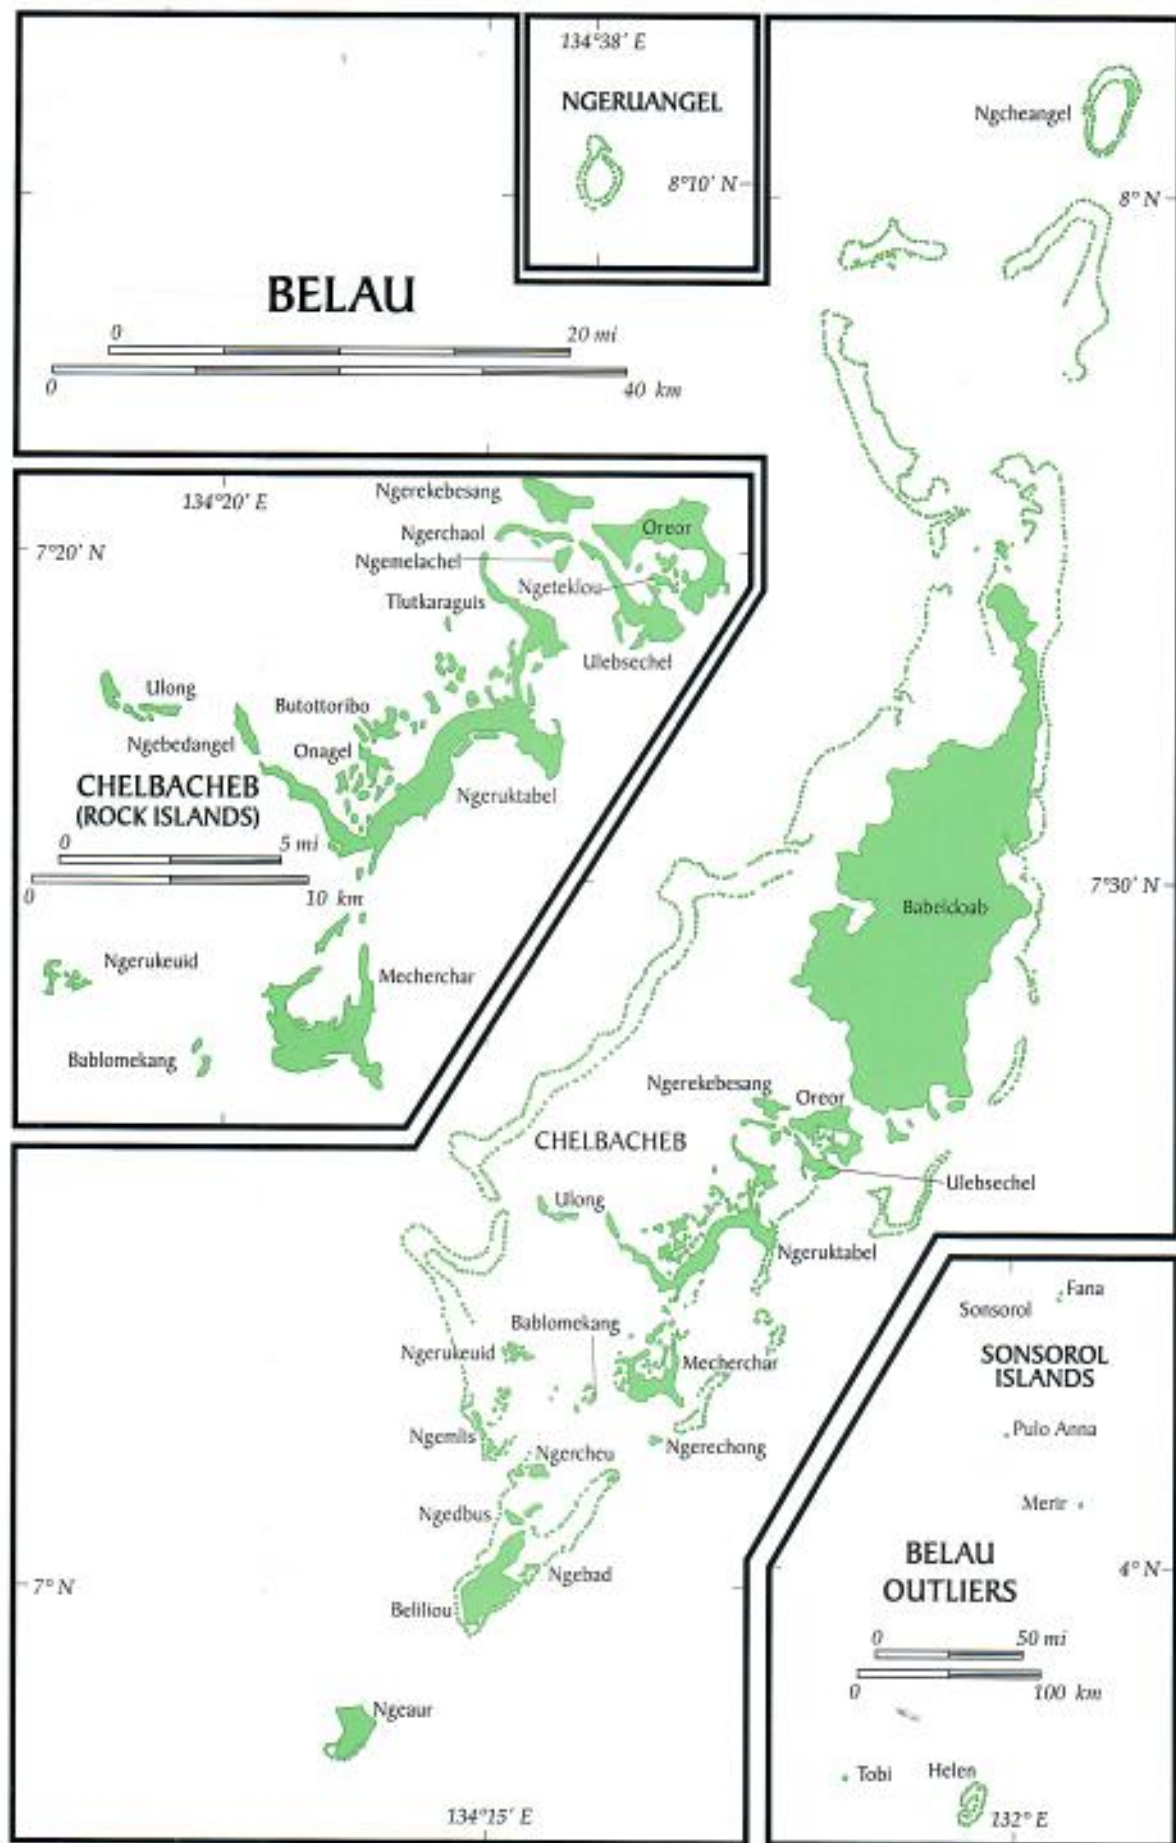 134°38' E
NGERUANGEL
8°10' N
Ngcheangel
8° N
BELAU
0 20 mi
0 40 km
134°20' E
7°20' N
Ngerekebesang
Oreor
Ngerchaol
Ngemelachel
Ngeteklou
Tlutkaraguis
Ulebsechel
Ulong
Butottoribo
Ngebedangel
Onagel
CHELBACHEB
(ROCK ISLANDS)
Ngeruktabel
0 5 mi
0 10 km
Ngerukeuid
Mecherchar
Bablomekang
7°30' N
Babeldoab
Ngerekebesang
Oreor
CHELBACHEB
Ulebsechel
Ulong
Ngeruktabel
Bablomekang
Ngerukeuid
Mecherchar
Ngemlis
Ngercheu
Ngerechong
Ngedbus
Ngebad
7° N
Beliliou
Ngeaur
134°15' E
Fana
Sonsorol
SONSOROL
ISLANDS
Pulo Anna
Merir
BELAU
OUTLIERS
4° N
0 50 mi
0 100 km
Tobi
Helen
132° E